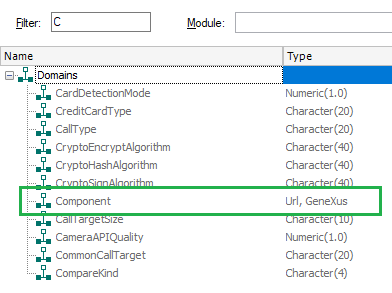 Filter: C Module:
Name Type
Domains
CardDetectionMode Numeric(1.0)
CreditCardType Character(20)
CallType Character(20)
CryptoEncryptAlgorithm Character(40)
CryptoHashAlgorithm Character(40)
CryptoSignAlgorithm Character(40)
Component Url, GeneXus
CallTargetSize Character(10)
CameraAPIQuality Numeric(1.0)
CommonCallTarget Character(20)
CompareKind Character(4)